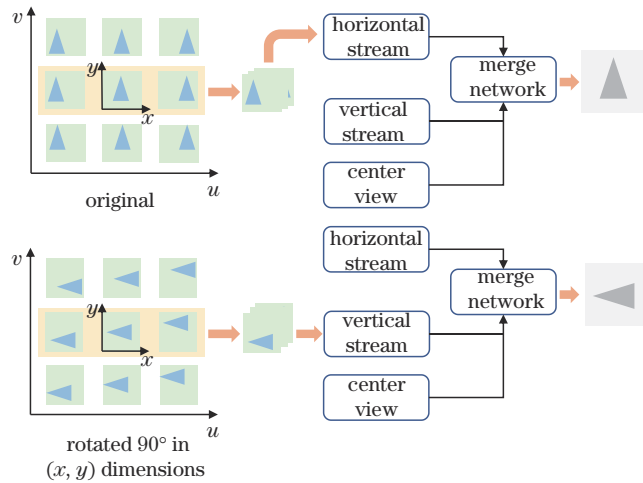 v
y
x
u
original
horizontal
stream
vertical
stream
center
view
merge
network
v
y
x
u
rotated 90° in
(x, y) dimensions
horizontal
stream
vertical
stream
center
view
merge
network